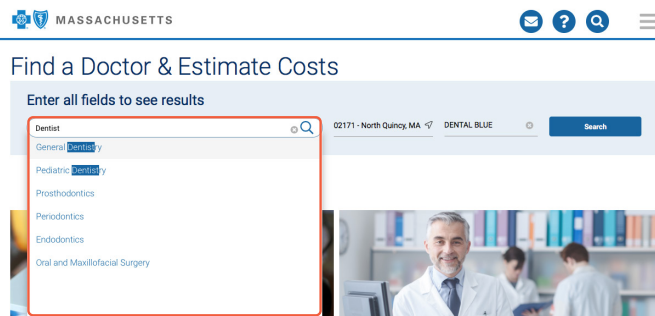 MASSACHUSETTS
Find a Doctor & Estimate Costs
Enter all fields to see results
Dentist
02171 - North Quincy, MA
DENTAL BLUE
Search
General Dentistry
Pediatric Dentistry
Prosthodontics
Periodontics
Endodontics
Oral and Maxillofacial Surgery